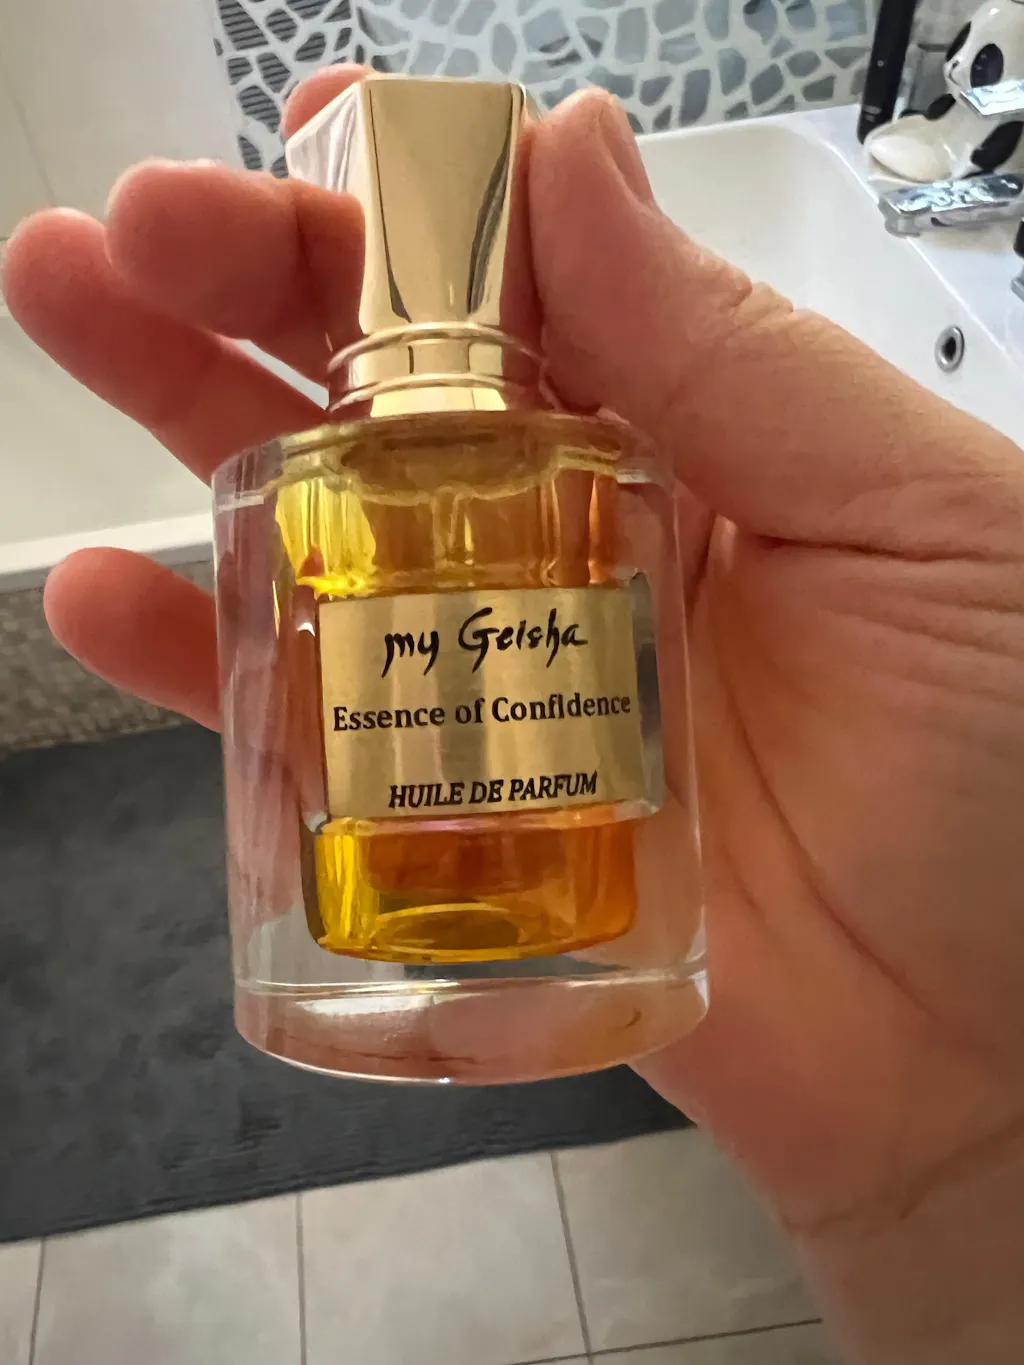 my Geisha
Essence of Confidence
HUILE DE PARFUM